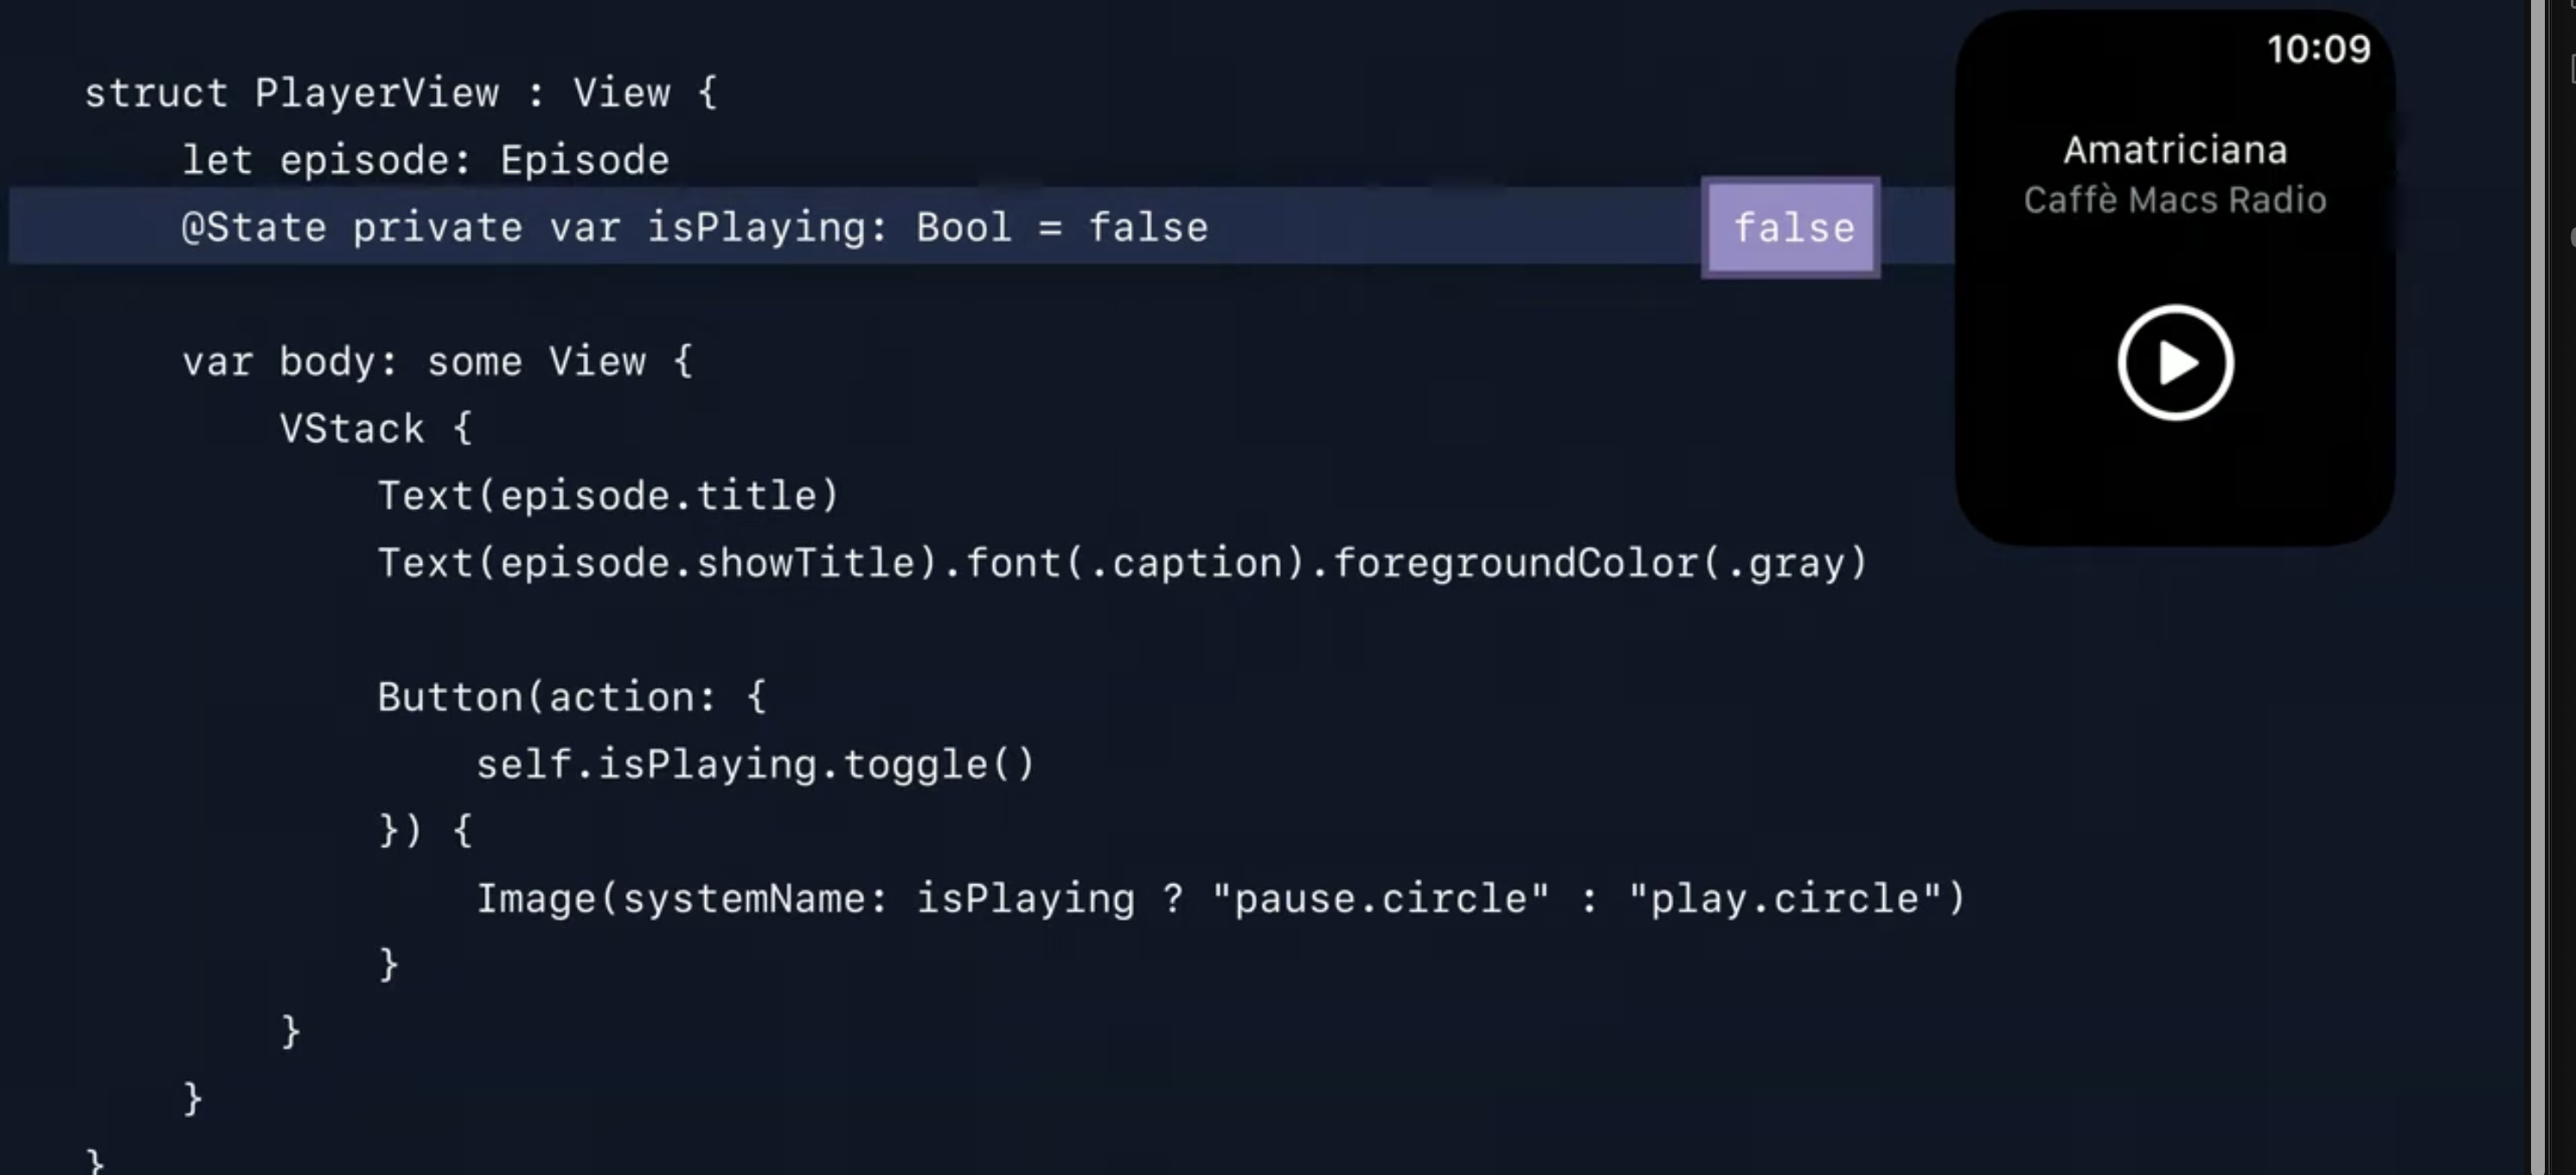 struct PlayerView : View {
let episode: Episode
@State private var isPlaying: Bool = false
false
var body: some View {
VStack {
Text(episode.title)
Text(episode.showTitle).font(.caption).foregroundColor(.gray)
Button(action: {
self.isPlaying.toggle()
}) {
Image(systemName: isPlaying ? "pause.circle" : "play.circle")
}
}
}
}
10:09
Amatriciana
Caffè Macs Radio